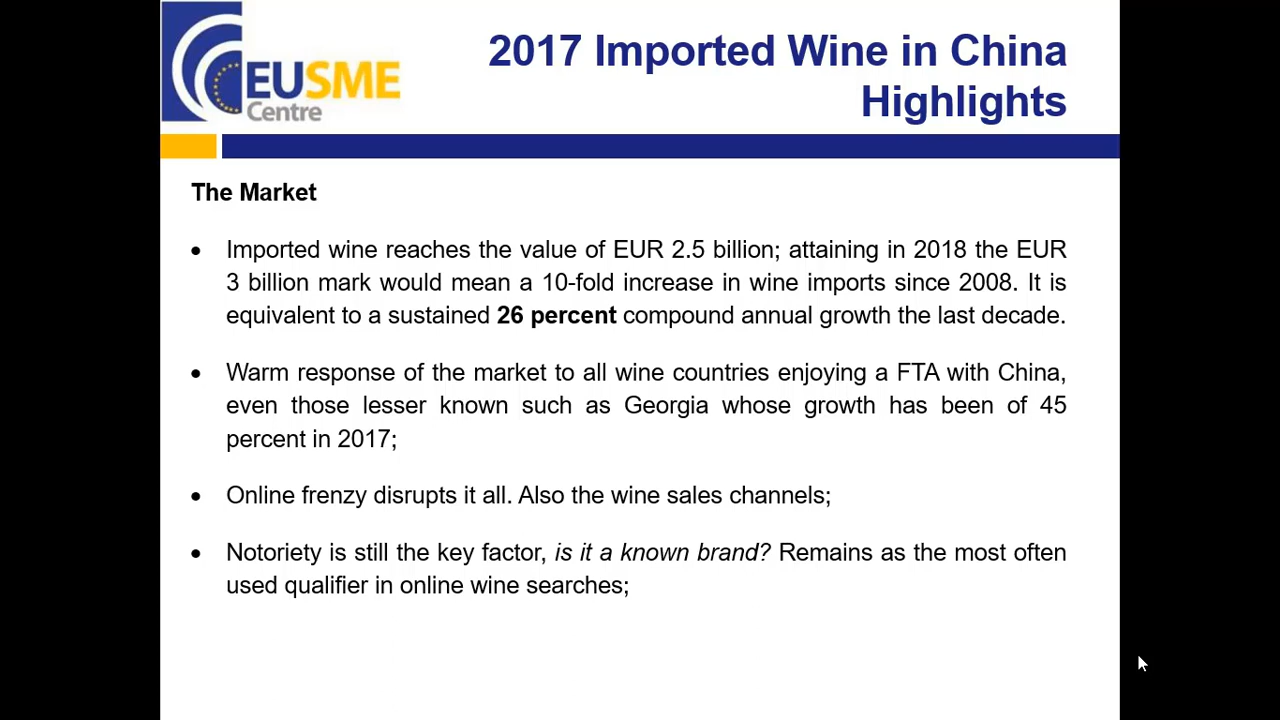 EUSME
Centre
2017 Imported Wine in China
Highlights
The Market
• Imported wine reaches the value of EUR 2.5 billion; attaining in 2018 the EUR
3 billion mark would mean a 10-fold increase in wine imports since 2008. It is
equivalent to a sustained 26 percent compound annual growth the last decade.
• Warm response of the market to all wine countries enjoying a FTA with China,
even those lesser known such as Georgia whose growth has been of 45
percent in 2017;
• Online frenzy disrupts it all. Also the wine sales channels;
• Notoriety is still the key factor, is it a known brand? Remains as the most often
used qualifier in online wine searches;